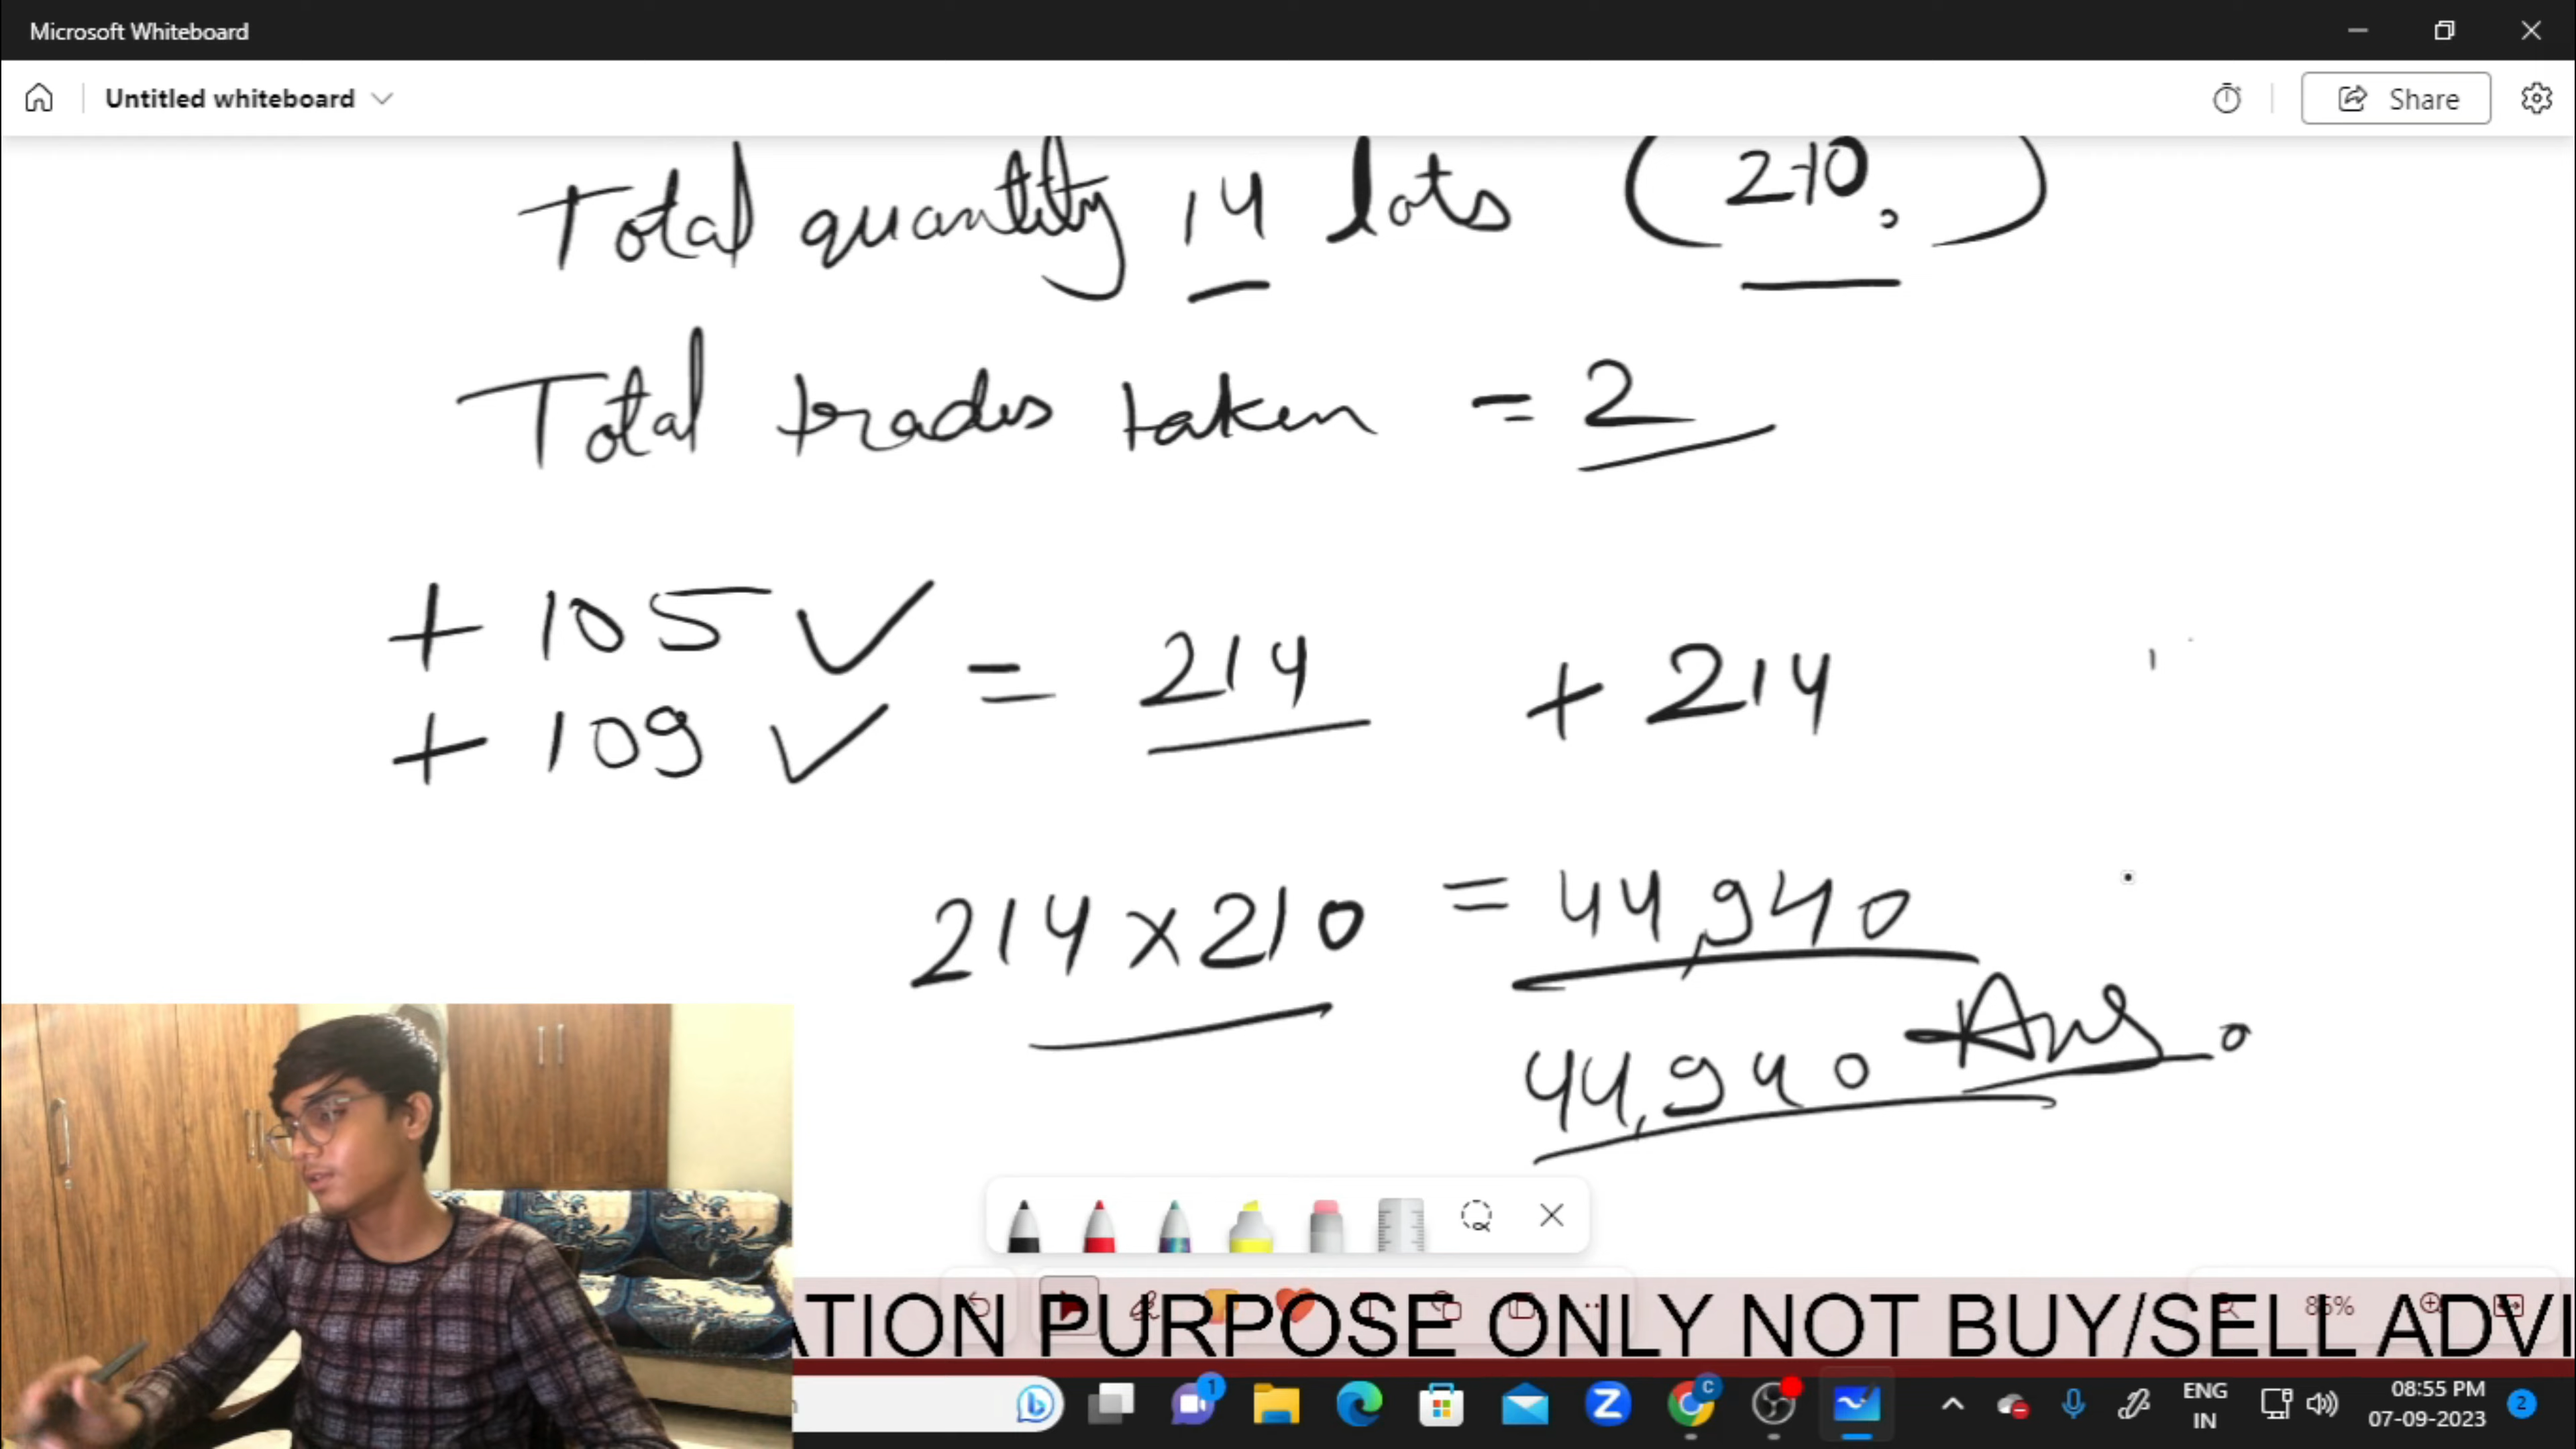 Microsoft Whiteboard
Untitled whiteboard
Share
Total quantity 14 lots (210.)
Total trades taken = 2
+ 105 ✓
+ 109 ✓
= 214
+ 214
214 x 210 = 44,940
44,940 Ans.
ATION PURPOSE ONLY NOT BUY/SELL ADVI
1
C
ENG
IN
08:55 PM
07-09-2023
2